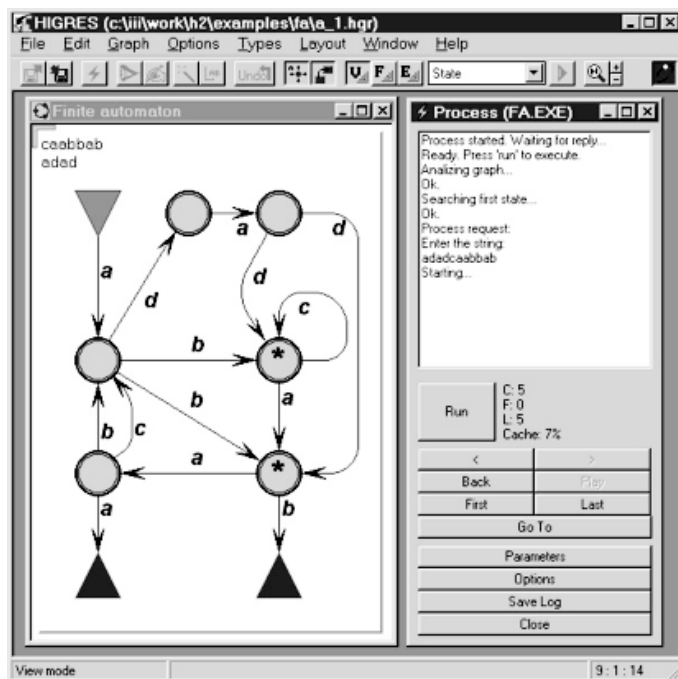 HIGRES (c:\iii\work\h2\examples\fa\a_1.hgr)
File Edit Graph Options Types Layout Window Help
Undo V F E State
Finite automaton
caabbab
adad
a
d
a
d
d
c
b
*
b
a
b
c
a
*
a
b
Process (FA.EXE)
Process started. Waiting for reply...
Ready. Press 'run' to execute.
Analizing graph...
Ok.
Searching first state...
Ok.
Process request:
Enter the string:
adadcaabbab
Starting...
Run
C: 5
F: 0
L: 5
Cache: 7%
< >
Back Play
First Last
Go To
Parameters
Options
Save Log
Close
View mode 9 : 1 : 14